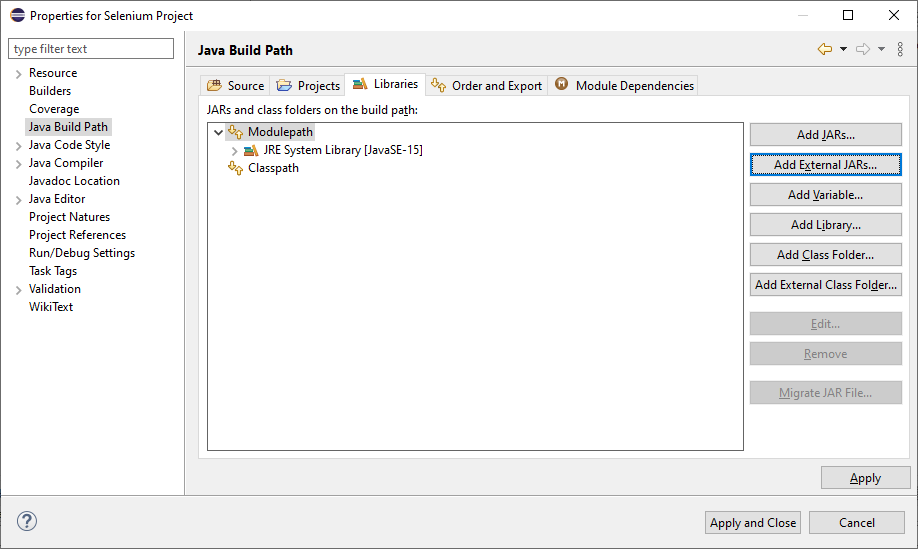 Properties for Selenium Project
type filter text
Resource
Builders
Coverage
Java Build Path
Java Code Style
Java Compiler
Javadoc Location
Java Editor
Project Natures
Project References
Run/Debug Settings
Task Tags
Validation
WikiText
Java Build Path
Source Projects Libraries Order and Export Module Dependencies
JARs and class folders on the build path:
Modulepath
JRE System Library [JavaSE-15]
Classpath
Add JARs...
Add External JARs...
Add Variable...
Add Library...
Add Class Folder...
Add External Class Folder...
Edit...
Remove
Migrate JAR File...
Apply
Apply and Close Cancel